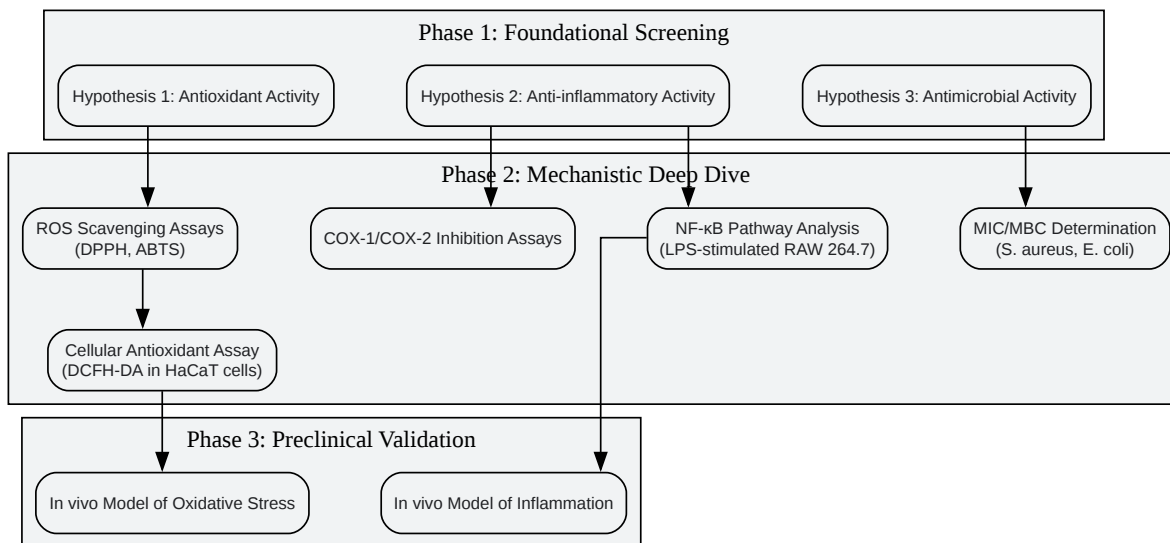 Phase 1: Foundational Screening
Hypothesis 1: Antioxidant Activity
Hypothesis 2: Anti-inflammatory Activity
Hypothesis 3: Antimicrobial Activity
Phase 2: Mechanistic Deep Dive
ROS Scavenging Assays
(DPPH, ABTS)
COX-1/COX-2 Inhibition Assays
NF-κB Pathway Analysis
(LPS-stimulated RAW 264.7)
MIC/MBC Determination
(S. aureus, E. coli)
Cellular Antioxidant Assay
(DCFH-DA in HaCaT cells)
Phase 3: Preclinical Validation
In vivo Model of Oxidative Stress
In vivo Model of Inflammation